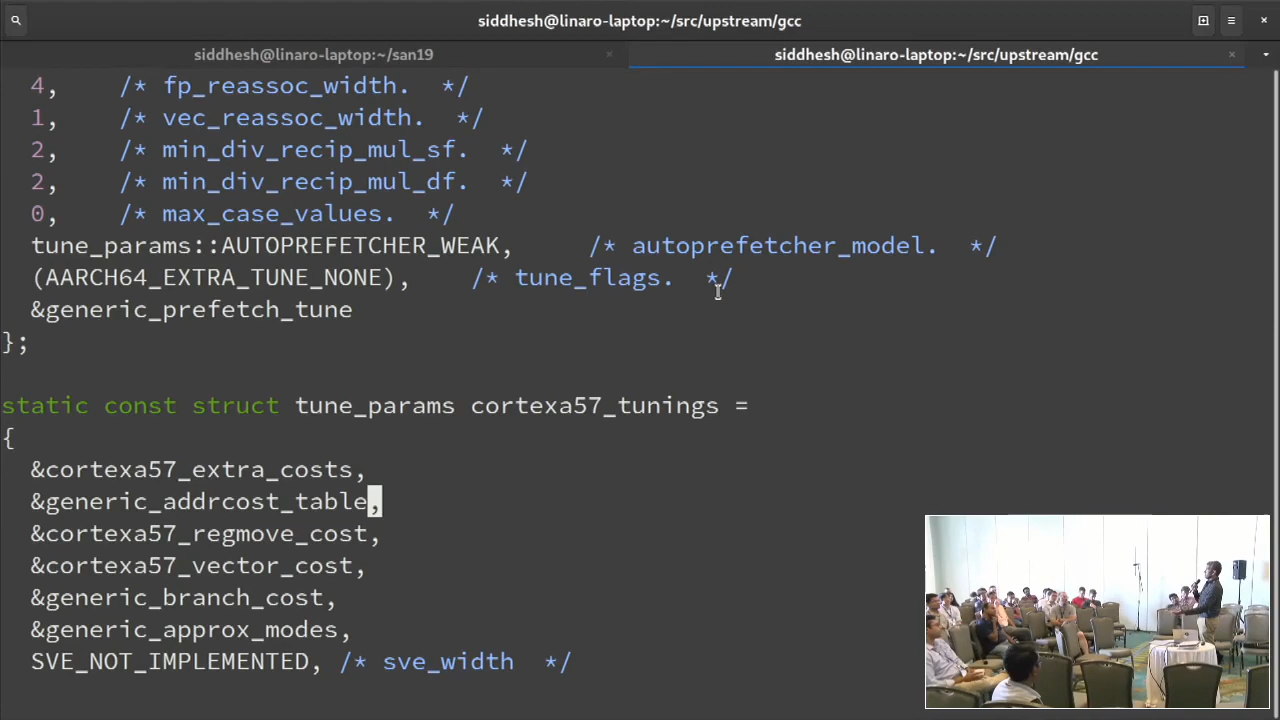 siddhesh@linaro-laptop:~/src/upstream/gcc
siddhesh@linaro-laptop:~/san19
siddhesh@linaro-laptop:~/src/upstream/gcc
4, /* fp_reassoc_width. */
1, /* vec_reassoc_width. */
2, /* min_div_recip_mul_sf. */
2, /* min_div_recip_mul_df. */
0, /* max_case_values. */
tune_params::AUTOPREFETCHER_WEAK, /* autoprefetcher_model. */
(AARCH64_EXTRA_TUNE_NONE), /* tune_flags. */
&generic_prefetch_tune
};
static const struct tune_params cortexa57_tunings =
{
&cortexa57_extra_costs,
&generic_addrcost_table,
&cortexa57_regmove_cost,
&cortexa57_vector_cost,
&generic_branch_cost,
&generic_approx_modes,
SVE_NOT_IMPLEMENTED, /* sve_width */